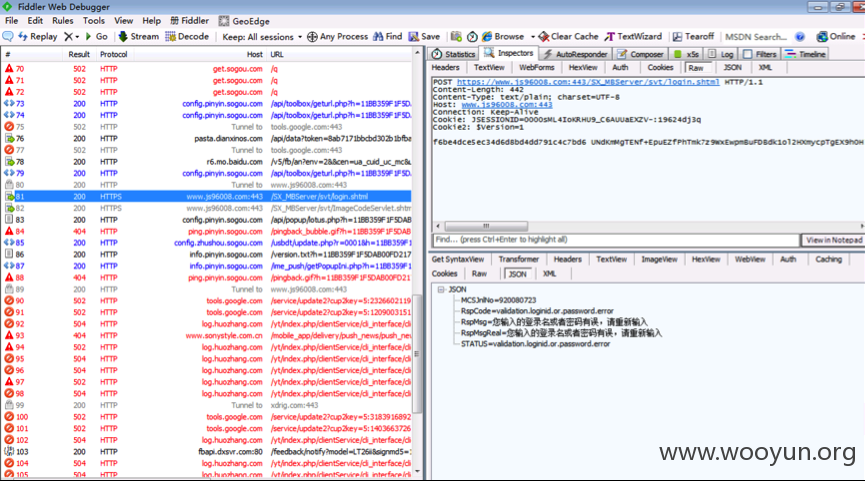 Fiddler Web Debugger
File Edit Rules Tools View Help Fiddler GeoEdge
Replay Go Stream Decode Keep: All sessions Any Process Find Save Browse Clear Cache TextWizard Tearoff MSDN Search... Online
# Result Protocol Host URL
70 502 HTTP get.sogou.com /q
71 502 HTTP get.sogou.com /q
72 502 HTTP get.sogou.com /q
73 200 HTTP config.pinyin.sogou.com /api/toolbox/geturl.php?h=11BB359F1F5D
74 200 HTTP config.pinyin.sogou.com /api/toolbox/geturl.php?h=11BB359F1F5D
75 502 HTTP Tunnel to tools.google.com:443
76 200 HTTP pasta.dianxinos.com /api/data?token=8ab7171bbcbd302b1bfba
77 502 HTTP Tunnel to tools.google.com:443
78 200 HTTP r6.mo.baidu.com /v5/fb/an?env=2&&cen=ua_cuid_uc_mc&
79 200 HTTP config.pinyin.sogou.com /api/toolbox/geturl.php?h=11BB359F1F5D
80 200 HTTP Tunnel to www.js96008.com:443
81 200 HTTPS www.js96008.com /SX_MBServer/svt/login.shtml
82 200 HTTPS www.js96008.com /SX_MBServer/svt/ImageCodeServlet.shtm
83 200 HTTP config.pinyin.sogou.com /api/popup/lotus.php?h=11BB359F1F5DAB
84 404 HTTP ping.pinyin.sogou.com /pingback_bubble.gif?h=11BB359F1F5DA
85 200 HTTP config.zhushou.sogou.com /usbdt/update.php?=0001&h=11BB359F1
86 200 HTTP info.pinyin.sogou.com /version.txt?h=11BB359F1F5DAB00FD217
87 200 HTTP info.pinyin.sogou.com /ime_push/getPopupIni.php?h=11BB359F1
88 404 HTTP ping.pinyin.sogou.com /pingback.gif?h=11BB359F1F5DAB00FD21
89 200 HTTP Tunnel to www.js96008.com:443
90 502 HTTP tools.google.com /service/update2?cup2key=5:2326602119
91 502 HTTP tools.google.com /service/update2?cup2key=5:1209003151
92 504 HTTP log.huozhang.com /yt/index.php/clientService/cli_interface/cl
93 404 HTTP www.sonystyle.com.cn /mobile_app/delivery/push_news/push_new
94 502 HTTP log.huozhang.com /yt/index.php/clientService/cli_interface/cl
95 504 HTTP log.huozhang.com /yt/index.php/clientService/cli_interface/cl
96 504 HTTP log.huozhang.com /yt/index.php/clientService/cli_interface/cl
97 502 HTTP log.huozhang.com /yt/index.php/clientService/cli_interface/cl
98 504 HTTP log.huozhang.com /yt/index.php/clientService/cli_interface/cl
99 200 HTTP Tunnel to xdrig.com:443
100 502 HTTP tools.google.com /service/update2?cup2key=5:3183916892
101 502 HTTP tools.google.com /service/update2?cup2key=5:1403663726
102 504 HTTP log.huozhang.com /yt/index.php/clientService/cli_interface/cl
103 200 HTTP fbapi.dxsvr.com:80 /feedback/notify?model=LT26ii&signmd5=
104 504 HTTP log.huozhang.com /yt/index.php/clientService/cli_interface/cl
105 504 HTTP log.huozhang.com /yt/index.php/clientService/cli_interface/cl
Statistics Inspectors AutoResponder Composer x5s Log Filters Timeline
Headers TextView WebForms HexView Auth Cookies Raw JSON XML
POST https://www.js96008.com:443/SX_MBServer/svt/login.shtml HTTP/1.1
Content-Length: 442
Content-Type: text/plain; charset=UTF-8
Host: www.js96008.com:443
Connection: Keep-Alive
Cookie: JSESSIONID=0000sML4IoKRHU9_C6AUUaEXZV-:19624dj3q
Cookie2: $Version=1
f6be4dce5ec34d6d8bd4dd791c4c7bd6 UNdKmMgTENf+EpuEZfPhTmk7z9WxEwpmBuFDBdk1ol2HXmycpTgEX9hOH
Find... (press Ctrl+Enter to highlight all) View in Notepad
Get SyntaxView Transformer Headers TextView ImageView HexView WebView Auth Caching
Cookies Raw JSON XML
JSON
MCSJnlNo=920080723
RspCode=validation.loginid.or.password.error
RspMsg=您输入的登录名或者密码有误，请重新输入
RspMsgReal=您输入的登录名或者密码有误，请重新输入
STATUS=validation.loginid.or.password.error
www.wooyun.org